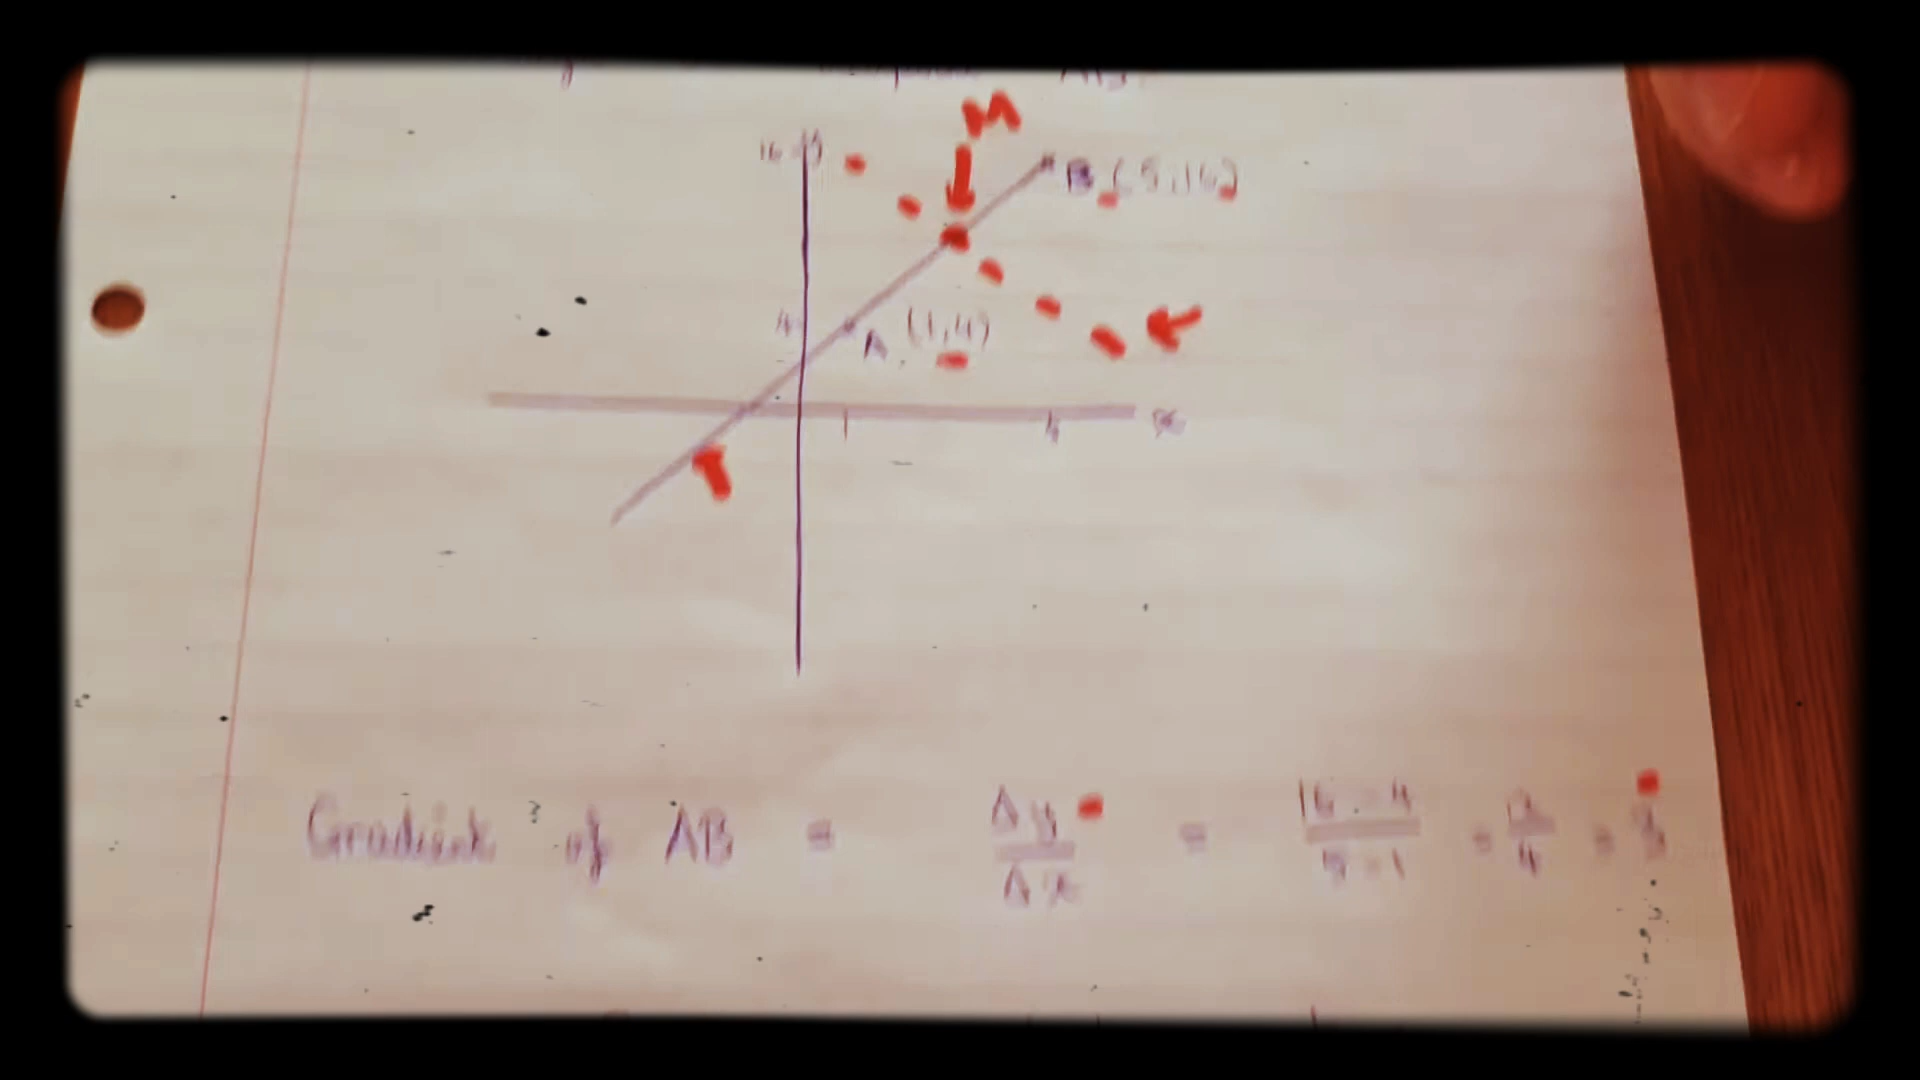 M
16 y
B (5,16)
4
A (1,4)
1 4 x
Gradient of AB = Δy/Δx = 16-4/5-1 = 12/4 = 3